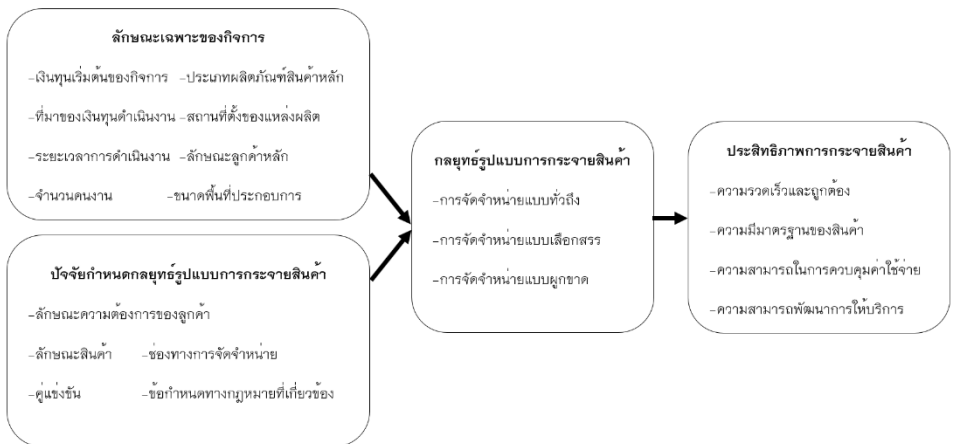 ลักษณะเฉพาะของกิจการ
-เงินทุนเริ่มต้นของกิจการ -ประเภทผลิตภัณฑ์สินค้าหลัก
-ที่มาของเงินทุนดำเนินงาน -สถานที่ตั้งของแหล่งผลิต
-ระยะเวลาการดำเนินงาน -ลักษณะลูกค้าหลัก
-จำนวนคนงาน -ขนาดพื้นที่ประกอบการ
ปัจจัยกำหนดกลยุทธ์รูปแบบการกระจายสินค้า
-ลักษณะความต้องการของลูกค้า
-ลักษณะสินค้า -ช่องทางการจัดจำหน่าย
-คู่แข่งขัน -ข้อกำหนดทางกฎหมายที่เกี่ยวข้อง
กลยุทธ์รูปแบบการกระจายสินค้า
-การจัดจำหน่ายแบบทั่วถึง
-การจัดจำหน่ายแบบเลือกสรร
-การจัดจำหน่ายแบบผูกขาด
ประสิทธิภาพการกระจายสินค้า
-ความรวดเร็วและถูกต้อง
-ความมีมาตรฐานของสินค้า
-ความสามารถในการควบคุมค่าใช้จ่าย
-ความสามารถพัฒนาการให้บริการ